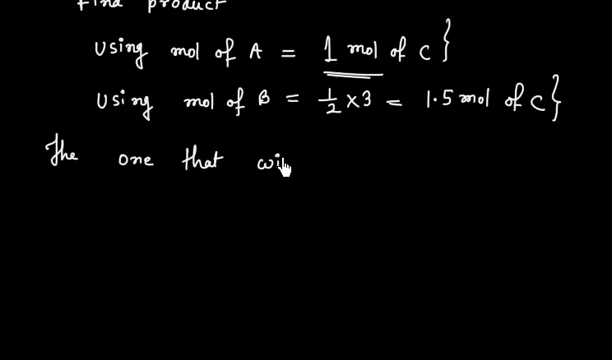 Find product
Using mol of A = 1 mol of C}
Using mol of B = 1/2 × 3 = 1.5 mol of C}
The one that wi